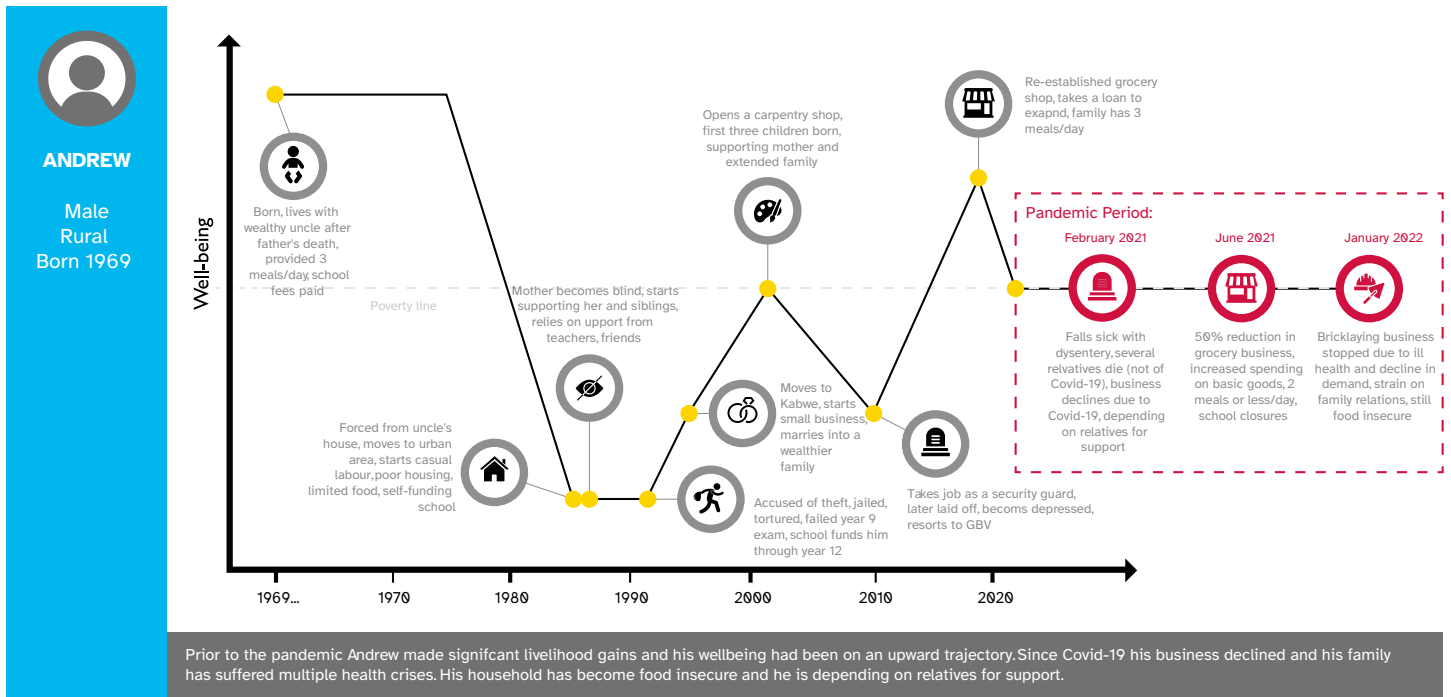 ANDREW
Male
Rural
Born 1969
Well-being
Born, lives with
wealthy uncle after
father's death,
provided 3
meals/day, school
fees paid
Poverty line
Forced from uncle's
house, moves to urban
area, starts casual
labour, poor housing,
limited food, self-funding
school
Mother becomes blind, starts
supporting her and siblings,
relies on upport from
teachers, friends
Accused of theft, jailed,
tortured, failed year 9
exam, school funds him
through year 12
Moves to
Kabwe, starts
small business,
marries into a
wealthier
family
Opens a carpentry shop,
first three children born,
supporting mother and
extended family
Takes job as a security guard,
later laid off, becoms depressed,
resorts to GBV
Re-established grocery
shop, takes a loan to
exapnd, family has 3
meals/day
Pandemic Period:
February 2021
Falls sick with
dysentery, several
relvatives die (not of
Covid-19), business
declines due to
Covid-19, depending
on relatives for
support
June 2021
50% reduction in
grocery business,
increased spending
on basic goods, 2
meals or less/day,
school closures
January 2022
Bricklaying business
stopped due to ill
health and decline in
demand, strain on
family relations, still
food insecure
1969...
1970
1980
1990
2000
2010
2020
Prior to the pandemic Andrew made signifcant livelihood gains and his wellbeing had been on an upward trajectory. Since Covid-19 his business declined and his family
has suffered multiple health crises. His household has become food insecure and he is depending on relatives for support.